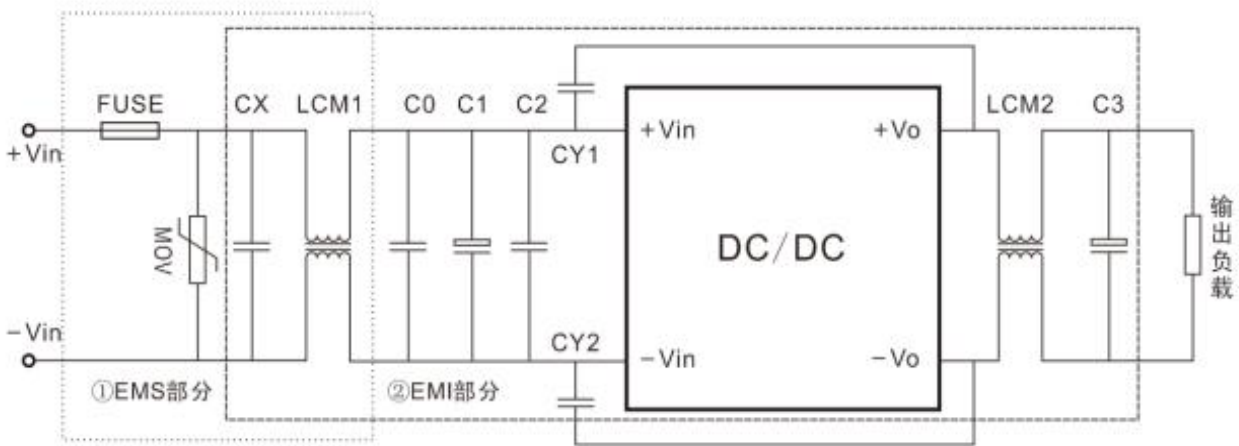 FUSE
CX
LCM1
C0
C1
C2
LCM2
C3
+Vin
+Vin
+Vo
CY1
MOV
DC/DC
输出负载
-Vin
CY2
-Vin
-Vo
①EMS部分
②EMI部分